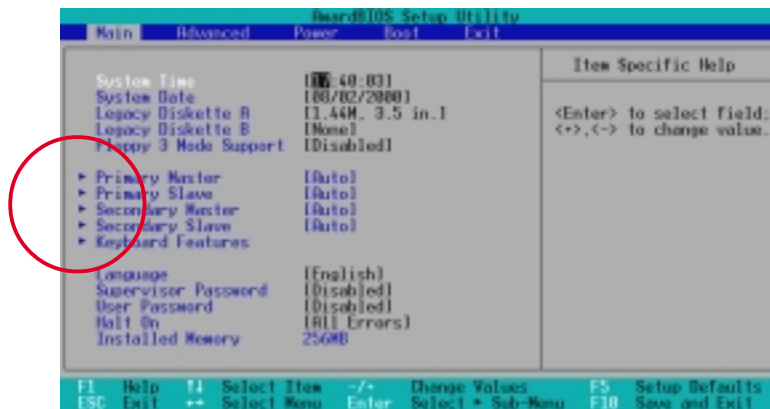 AwardBIOS Setup Utility
Main Advanced Power Boot Exit
Item Specific Help
System Time [17:40:03]
System Date [08/02/2000]
Legacy Diskette A [1.44M, 3.5 in.]
<Enter> to select field;
Legacy Diskette B [None]
<+>,<-> to change value.
Floppy 3 Mode Support [Disabled]
▶ Primary Master [Auto]
▶ Primary Slave [Auto]
▶ Secondary Master [Auto]
▶ Secondary Slave [Auto]
▶ Keyboard Features
Language [English]
Supervisor Password [Disabled]
User Password [Disabled]
Halt On [All Errors]
Installed Memory 256MB
F1 Help ↑↓ Select Item -/+ Change Values F5 Setup Defaults
ESC Exit ↔ Select Menu Enter Select ▶ Sub-Menu F10 Save and Exit